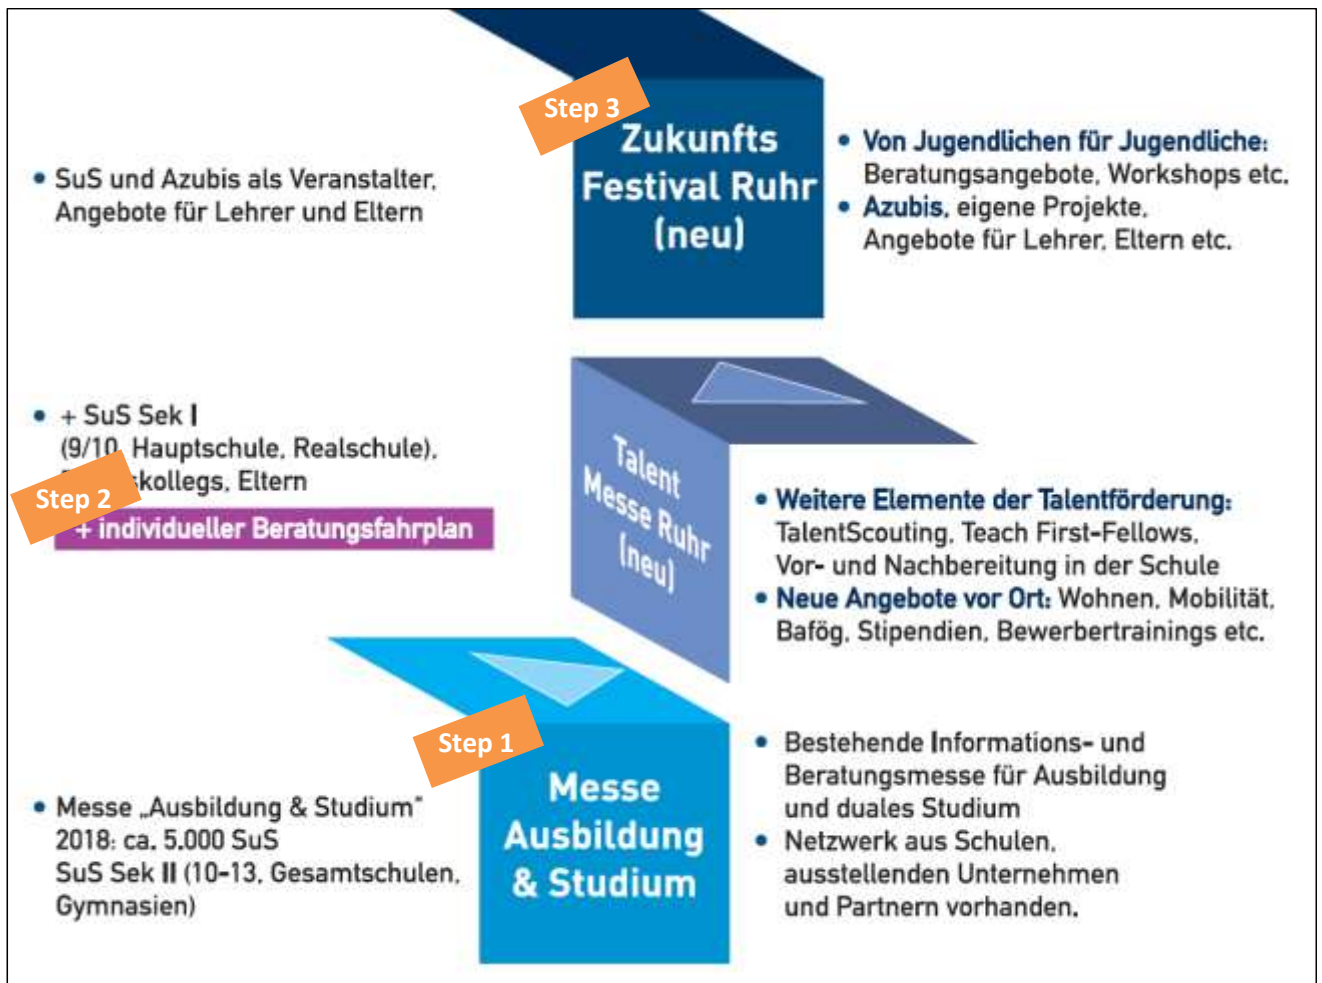 Step 3
Zukunfts
Festival Ruhr
(neu)
• SuS und Azubis als Veranstalter,
Angebote für Lehrer und Eltern
• Von Jugendlichen für Jugendliche:
Beratungsangebote, Workshops etc.
• Azubis, eigene Projekte,
Angebote für Lehrer, Eltern etc.
• + SuS Sek I
(9/10, Hauptschule, Realschule),
skollegs, Eltern
Step 2
+ individueller Beratungsfahrplan
Talent
Messe Ruhr
(neu)
• Weitere Elemente der Talentförderung:
TalentScouting, Teach First-Fellows,
Vor- und Nachbereitung in der Schule
• Neue Angebote vor Ort: Wohnen, Mobilität,
Bafög, Stipendien, Bewerbertrainings etc.
Step 1
Messe
Ausbildung
& Studium
• Messe „Ausbildung & Studium"
2018: ca. 5.000 SuS
SuS Sek II (10-13, Gesamtschulen,
Gymnasien)
• Bestehende Informations- und
Beratungsmesse für Ausbildung
und duales Studium
• Netzwerk aus Schulen,
ausstellenden Unternehmen
und Partnern vorhanden.